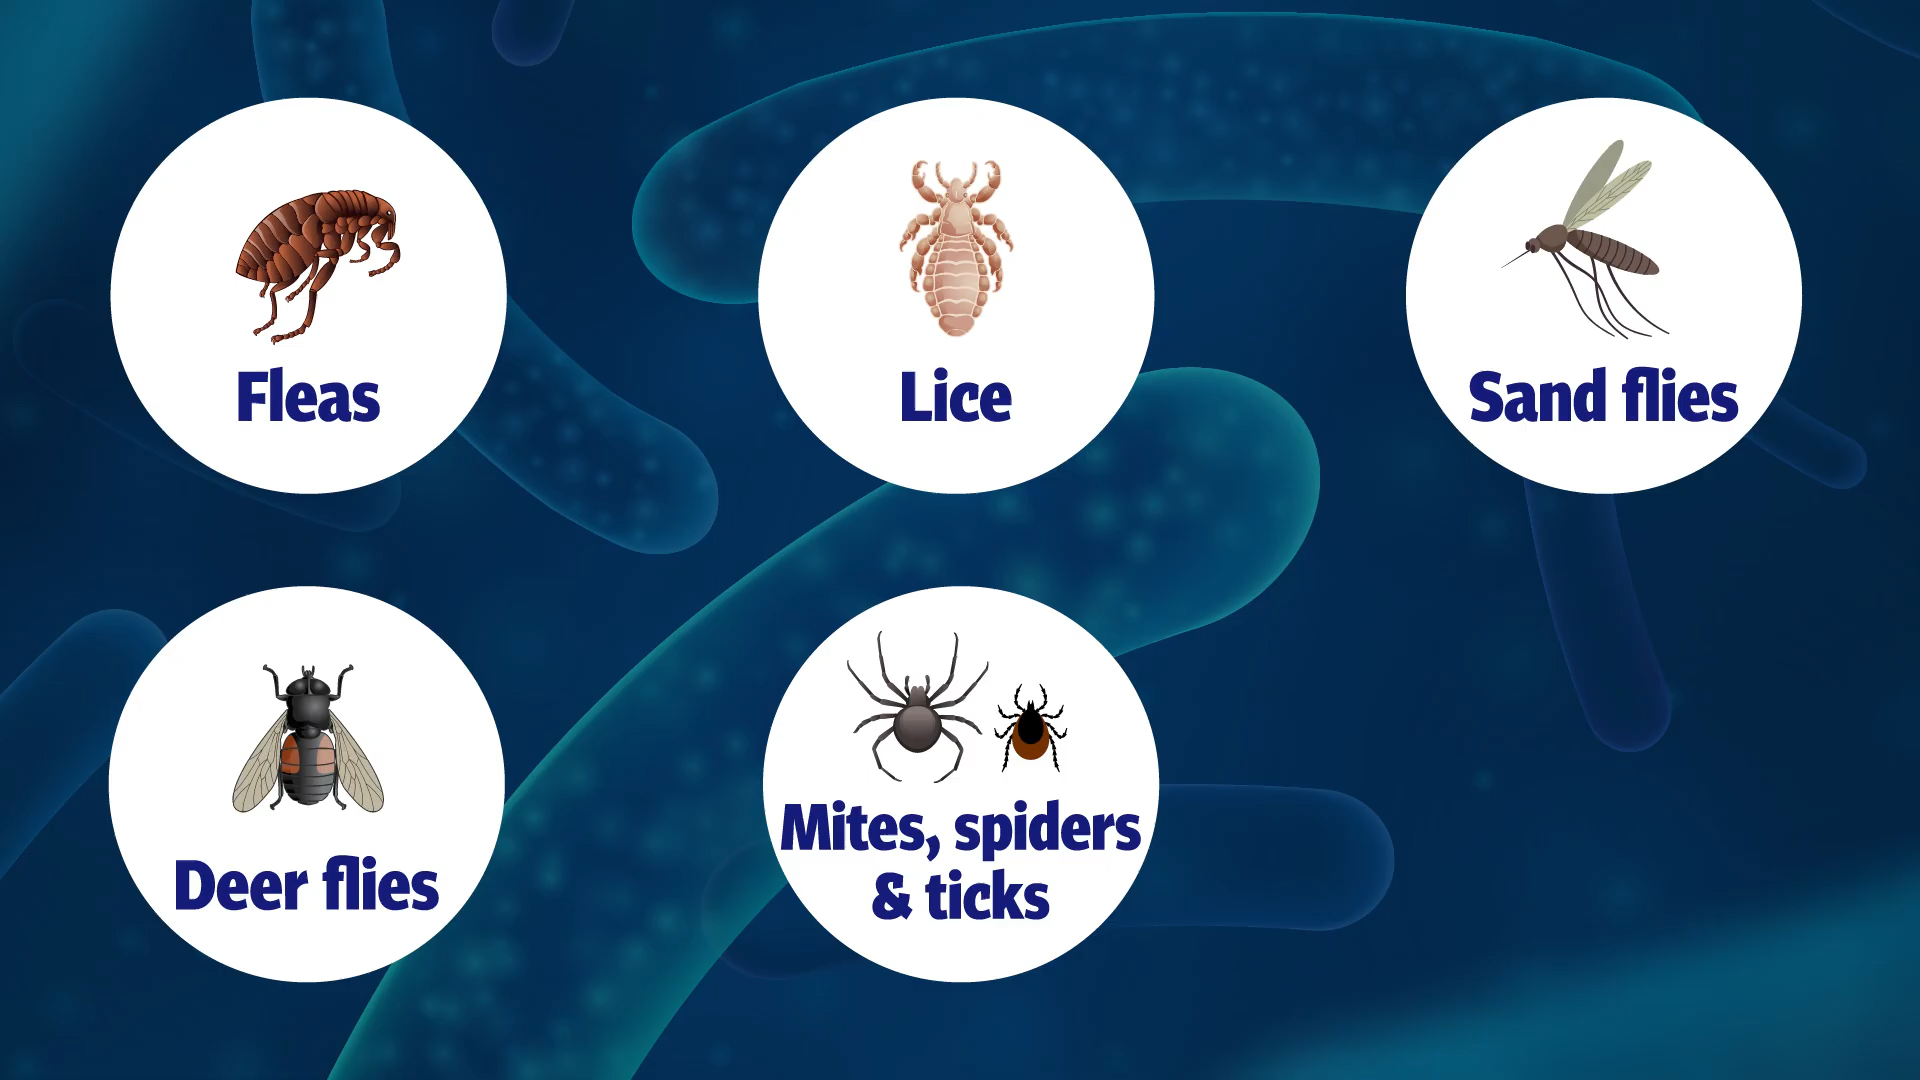 Fleas
Lice
Sand flies
Deer flies
Mites, spiders
& ticks